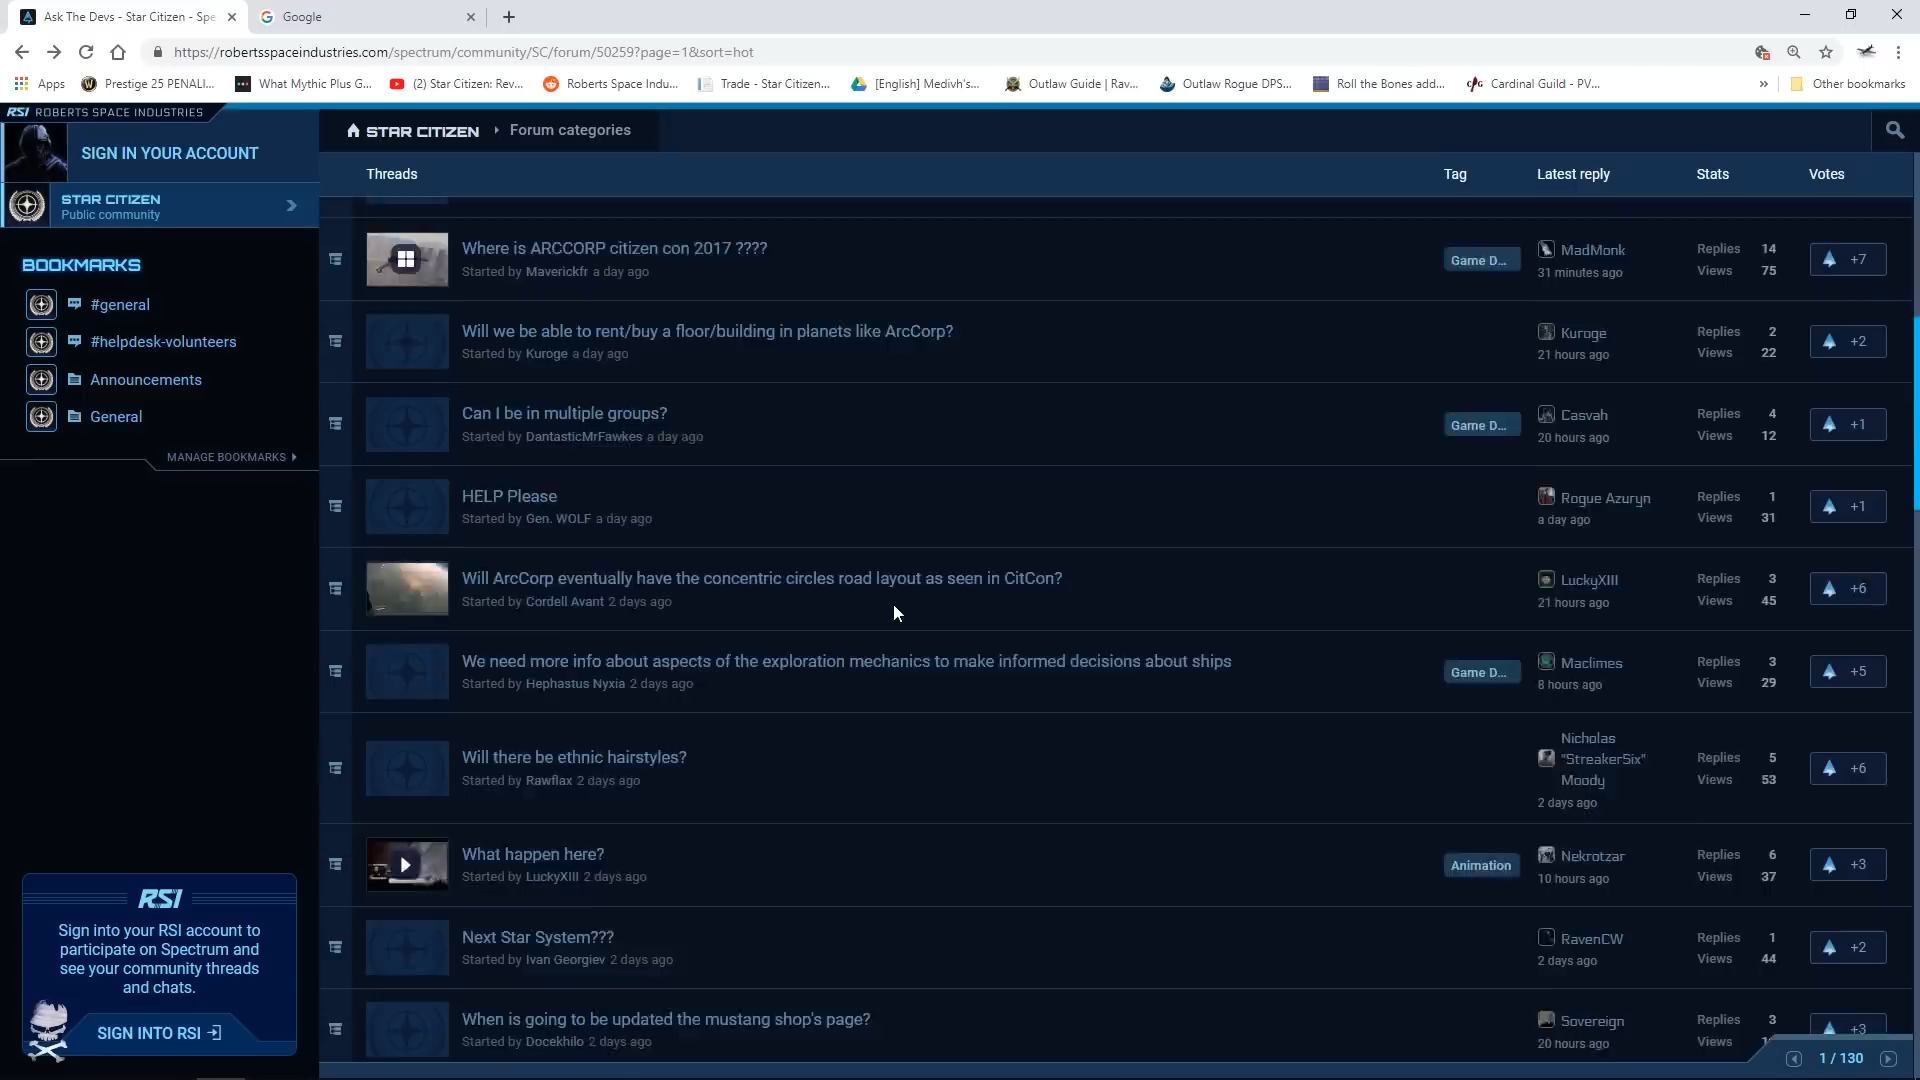 Ask The Devs - Star Citizen - Spe
Google
https://robertsspaceindustries.com/spectrum/community/SC/forum/50259?page=1&sort=hot
Apps
Prestige 25 PENALI...
What Mythic Plus G...
(2) Star Citizen: Rev...
Roberts Space Indu...
Trade - Star Citizen...
[English] Medivh's...
Outlaw Guide | Rav...
Outlaw Rogue DPS...
Roll the Bones add...
Cardinal Guild - PV...
»
Other bookmarks
RSI ROBERTS SPACE INDUSTRIES
SIGN IN YOUR ACCOUNT
STAR CITIZEN
Public community
BOOKMARKS
#general
#helpdesk-volunteers
Announcements
General
MANAGE BOOKMARKS
RSI
Sign into your RSI account to
participate on Spectrum and
see your community threads
and chats.
SIGN INTO RSI
STAR CITIZEN
Forum categories
Threads Tag Latest reply Stats Votes
Where is ARCCORP citizen con 2017 ????
Started by Maverickfr a day ago
Game D...
MadMonk
31 minutes ago
Replies 14
Views 75
+7
Will we be able to rent/buy a floor/building in planets like ArcCorp?
Started by Kuroge a day ago
Kuroge
21 hours ago
Replies 2
Views 22
+2
Can I be in multiple groups?
Started by DantasticMrFawkes a day ago
Game D...
Casvah
20 hours ago
Replies 4
Views 12
+1
HELP Please
Started by Gen. WOLF a day ago
Rogue Azuryn
a day ago
Replies 1
Views 31
+1
Will ArcCorp eventually have the concentric circles road layout as seen in CitCon?
Started by Cordell Avant 2 days ago
LuckyXIII
21 hours ago
Replies 3
Views 45
+6
We need more info about aspects of the exploration mechanics to make informed decisions about ships
Started by Hephastus Nyxia 2 days ago
Game D...
Maclimes
8 hours ago
Replies 3
Views 29
+5
Will there be ethnic hairstyles?
Started by Rawflax 2 days ago
Nicholas
"StreakerSix"
Moody
2 days ago
Replies 5
Views 53
+6
What happen here?
Started by LuckyXIII 2 days ago
Animation
Nekrotzar
10 hours ago
Replies 6
Views 37
+3
Next Star System???
Started by Ivan Georgiev 2 days ago
RavenCW
2 days ago
Replies 1
Views 44
+2
When is going to be updated the mustang shop's page?
Started by Docekhilo 2 days ago
Sovereign
20 hours ago
Replies 3
Views
+3
1 / 130